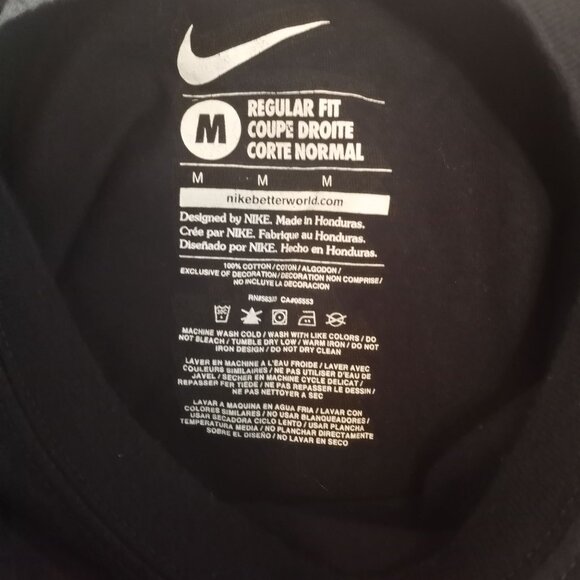 M
REGULAR FIT
COUPE DROITE
CORTE NORMAL
M M M
nikebetterworld.com
Designed by NIKE. Made in Honduras.
Crée par NIKE. Fabrique au Honduras.
Diseñado por NIKE. Hecho en Honduras.
100% COTTON / COTON / ALGODON /
EXCLUSIVE OF DECORATION / DECORATION NON COMPRISE /
NO INCLUYE LA DECORACION
CA#05553
MACHINE WASH COLD / WASH WITH LIKE COLORS / DO
NOT BLEACH / TUMBLE DRY LOW / WARM IRON / DO NOT
IRON DESIGN / DO NOT DRY CLEAN
LAVER EN MACHINE A L'EAU FROIDE / LAVER AVEC
COULEURS SIMILAIRES / NE PAS UTILISER D'EAU DE
JAVEL / SECHER EN MACHINE CYCLE DELICAT /
REPASSER FER TIÈDE / NE PAS REPASSER LE DESSIN /
NE PAS NETTOYER A SEC
LAVAR A MAQUINA EN AGUA FRIA / LAVAR CON
COLORES SIMILARES / NO USAR BLANQUEADORES /
USAR SECADORA CICLO LENTO / USAR PLANCHA
TEMPERATURA MEDIA / NO PLANCHAR DIRECTAMENTE
SOBRE EL DISEÑO / NO LAVAR EN SECO